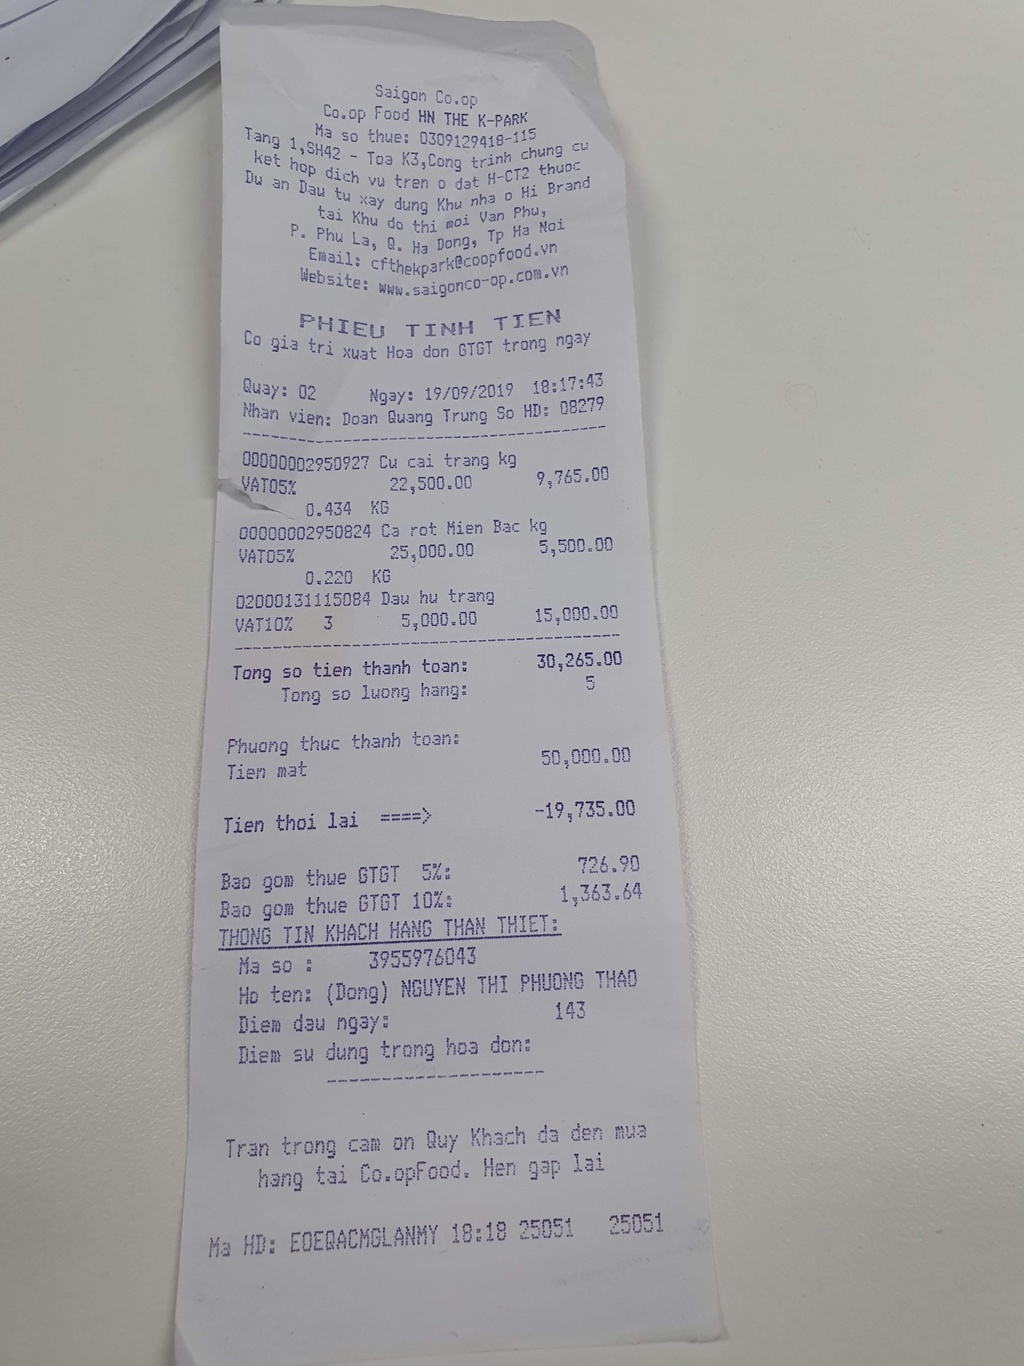 Saigon Co.op
Co.op Food HN THE K-PARK
Ma so thue: 0309129418-115
Tang 1,SH42 - Toa K3,Cong trinh chung cu
ket hop dich vu tren o dat H-CT2 thuoc
Du an Dau tu xay dung Khu nha o Hi Brand
tai Khu do thi moi Van Phu,
P. Phu La, Q. Ha Dong, Tp Ha Noi
Email: cfthekpark@coopfood.vn
Website: www.saigonco-op.com.vn
PHIEU TINH TIEN
Co gia tri xuat Hoa don GTGT trong ngay
Quay: 02 Ngay: 19/09/2019 18:17:43
Nhan vien: Doan Quang Trung So HD: 08279
00000002950927 Cu cai trang kg
VAT05% 22,500.00 9,765.00
0.434 KG
00000002950824 Ca rot Mien Bac kg
VAT05% 25,000.00 5,500.00
0.220 KG
02000131115084 Dau hu trang
VAT10% 3 5,000.00 15,000.00
Tong so tien thanh toan: 30,265.00
Tong so luong hang: 5
Phuong thuc thanh toan:
Tien mat 50,000.00
Tien thoi lai ====> -19,735.00
Bao gom thue GTGT 5%: 726.90
Bao gom thue GTGT 10%: 1,363.64
THONG TIN KHACH HANG THAN THIET:
Ma so : 3955976043
Ho ten: (Dong) NGUYEN THI PHUONG THAO
Diem dau ngay: 143
Diem su dung trong hoa don:
Tran trong cam on Quy Khach da den mua
hang tai Co.opFood. Hen gap lai
Ma HD: EOEQACMGLANMY 18:18 25051 25051